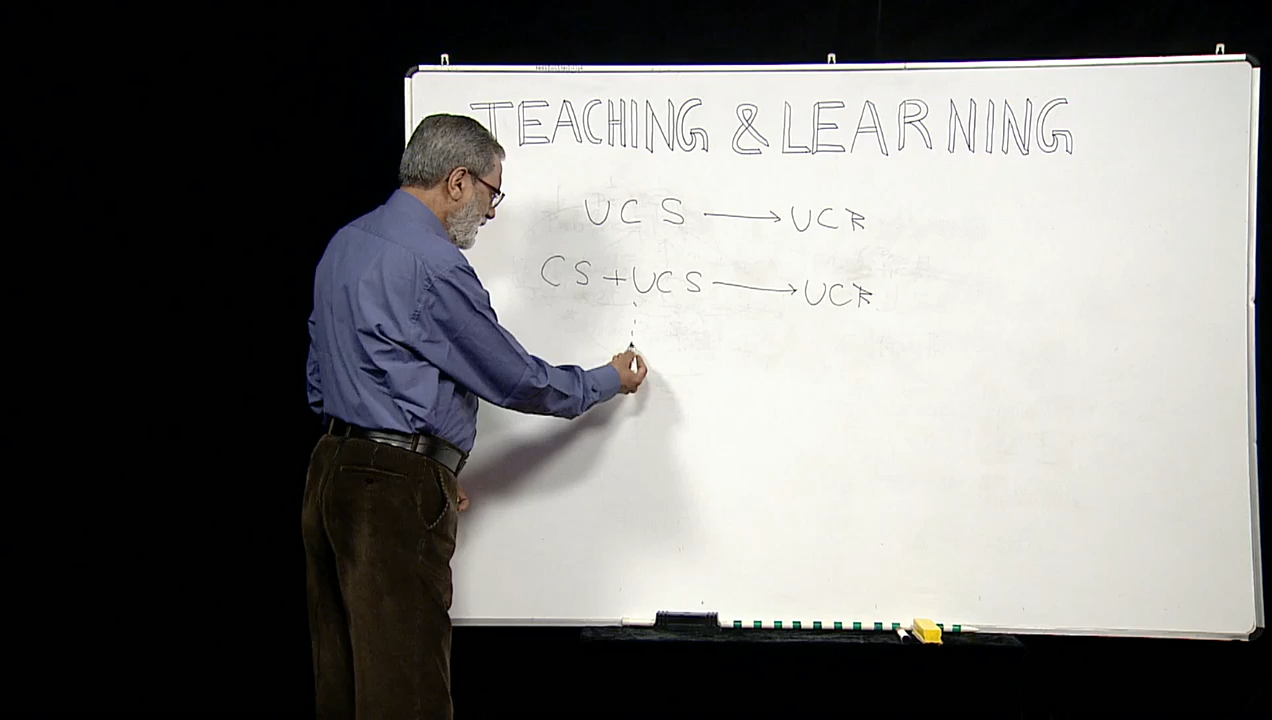 TEACHING & LEARNING
UCS → UCR
CS + UCS → UCR